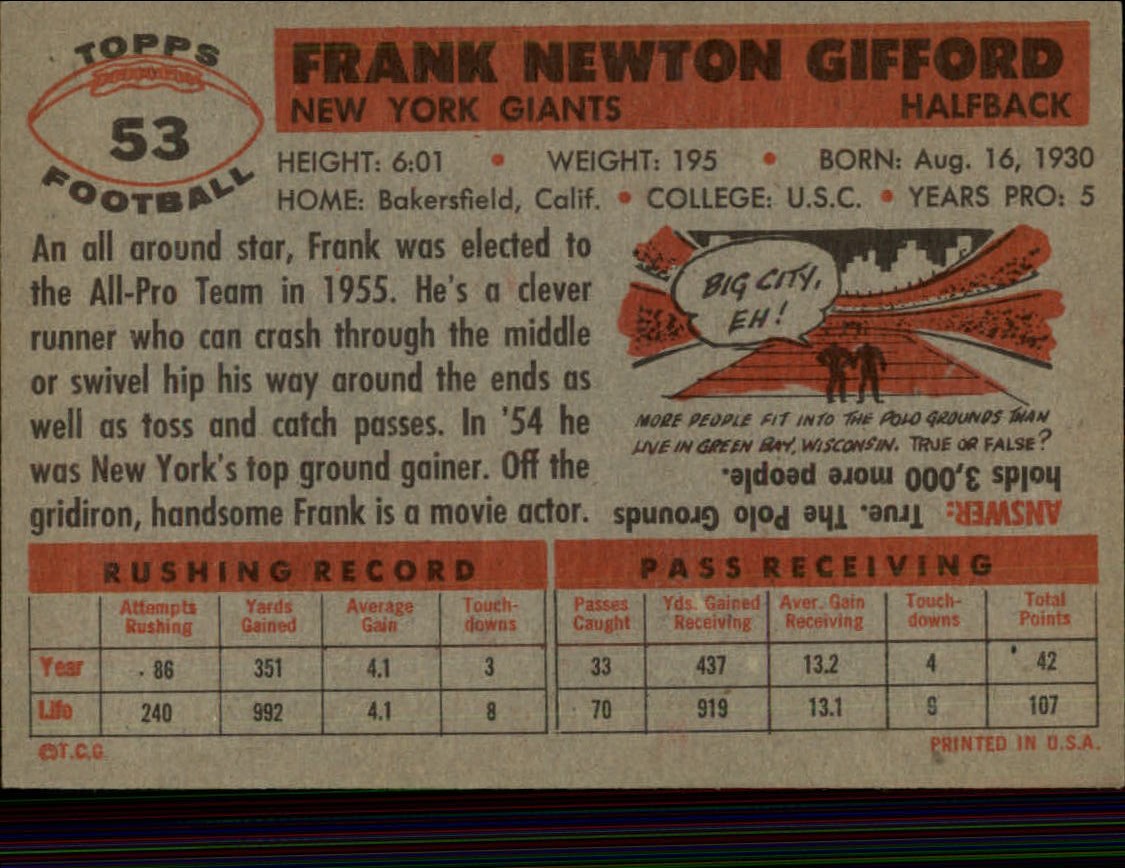 TOPPS
53
FOOTBALL
FRANK NEWTON GIFFORD
NEW YORK GIANTS HALFBACK
HEIGHT: 6:01 • WEIGHT: 195 • BORN: Aug. 16, 1930
HOME: Bakersfield, Calif. • COLLEGE: U.S.C. • YEARS PRO: 5
An all around star, Frank was elected to
the All-Pro Team in 1955. He's a clever
runner who can crash through the middle
or swivel hip his way around the ends as
well as toss and catch passes. In '54 he
was New York's top ground gainer. Off the
gridiron, handsome Frank is a movie actor.
BIG CITY,
EH!
MORE PEOPLE FIT INTO THE POLO GROUNDS THAN
LIVE IN GREEN BAY, WISCONSIN. TRUE OR FALSE?
ANSWER: True. The Polo Grounds
holds 3,000 more people.
RUSHING RECORD PASS RECEIVING
Attempts Yards Average Touch- Passes Yds. Gained Aver. Gain Touch- Total
Rushing Gained Gain downs Caught Receiving Receiving downs Points
Year 86 351 4.1 3 33 437 13.2 4 42
Life 240 992 4.1 8 70 919 13.1 9 107
©T.C.G. PRINTED IN U.S.A.